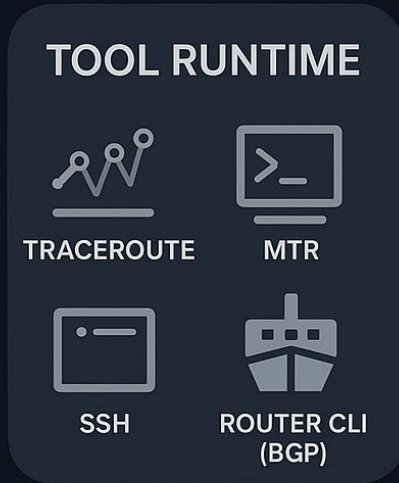 TOOL RUNTIME
TRACEROUTE
MTR
SSH
ROUTER CLI
(BGP)